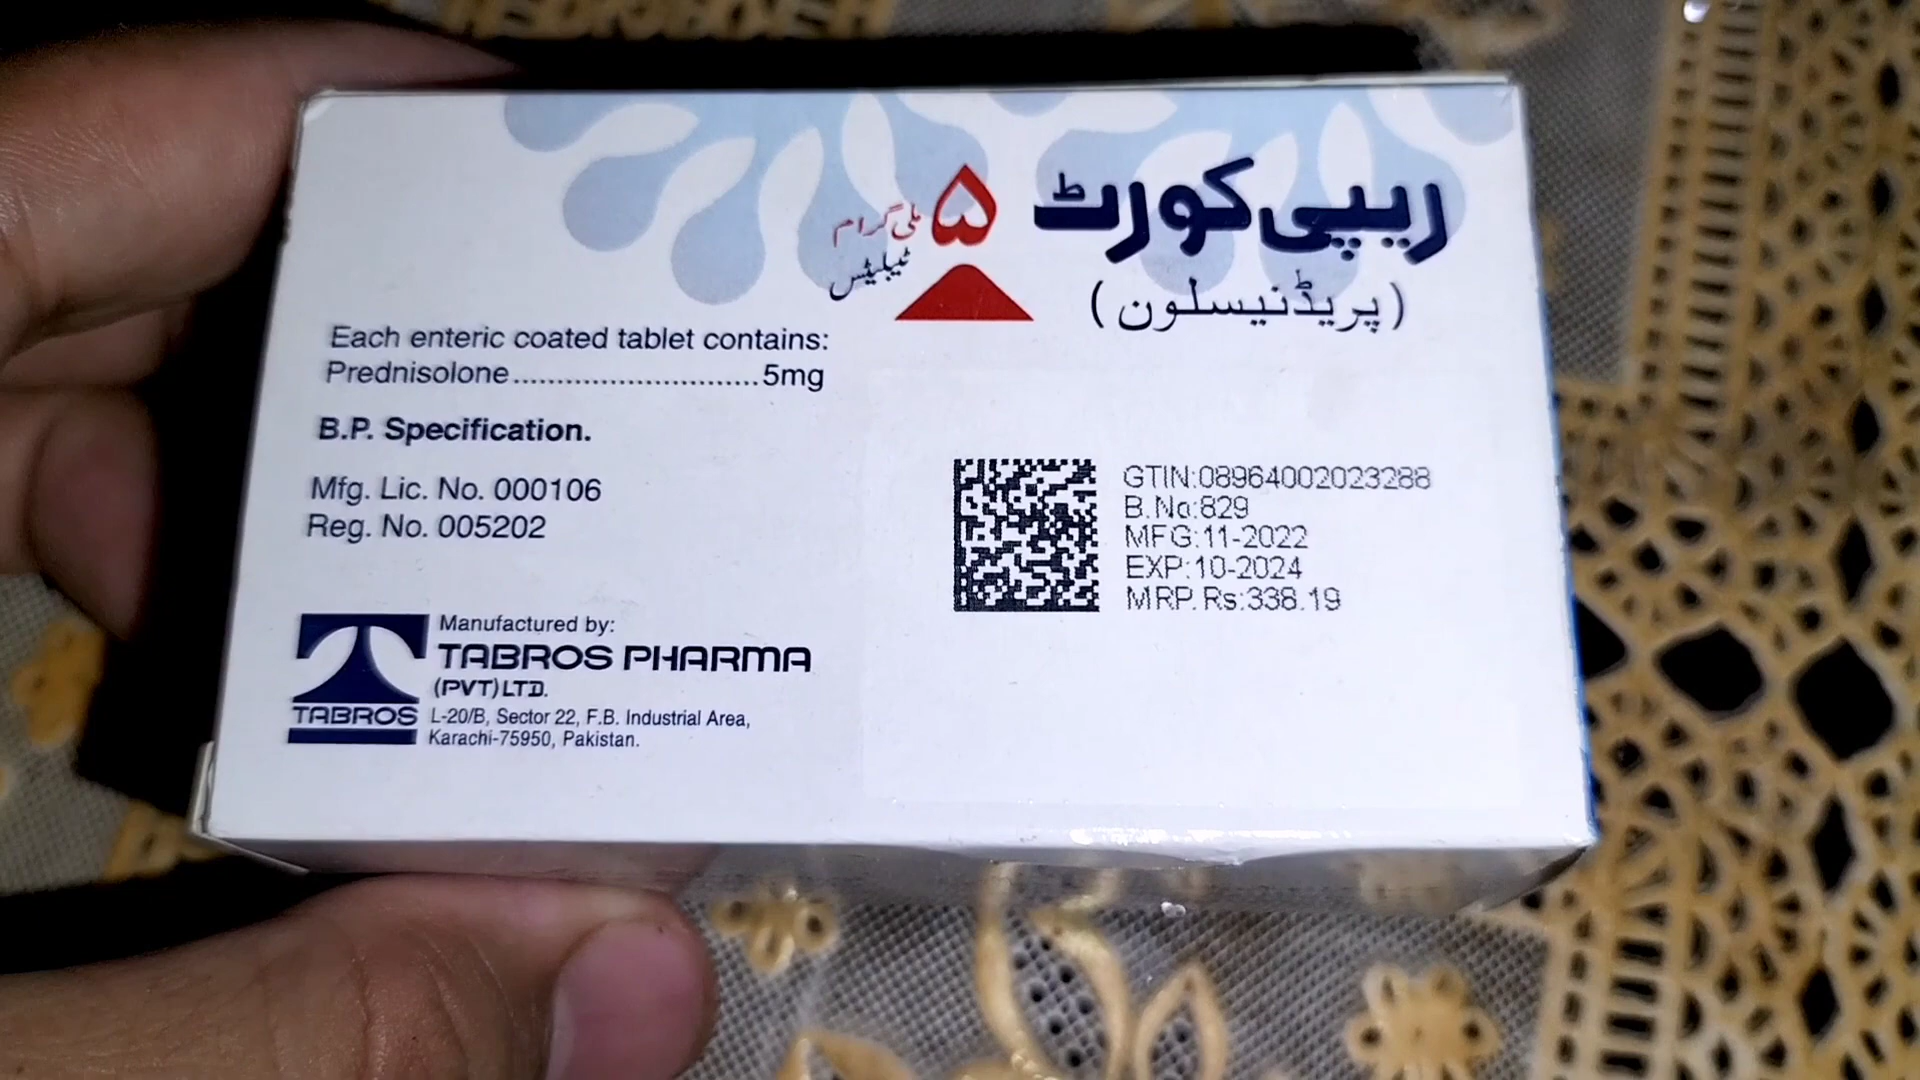 ریپی کورٹ
۵ ملی گرام
ٹیبلیٹس
(پریڈنیسلون)
Each enteric coated tablet contains:
Prednisolone............................5mg
B.P. Specification.
Mfg. Lic. No. 000106
Reg. No. 005202
GTIN:08964002023288
B.No:829
MFG:11-2022
EXP:10-2024
MRP.Rs:338.19
Manufactured by:
TABROS PHARMA
(PVT) LTD.
TABROS
L-20/B, Sector 22, F.B. Industrial Area,
Karachi-75950, Pakistan.